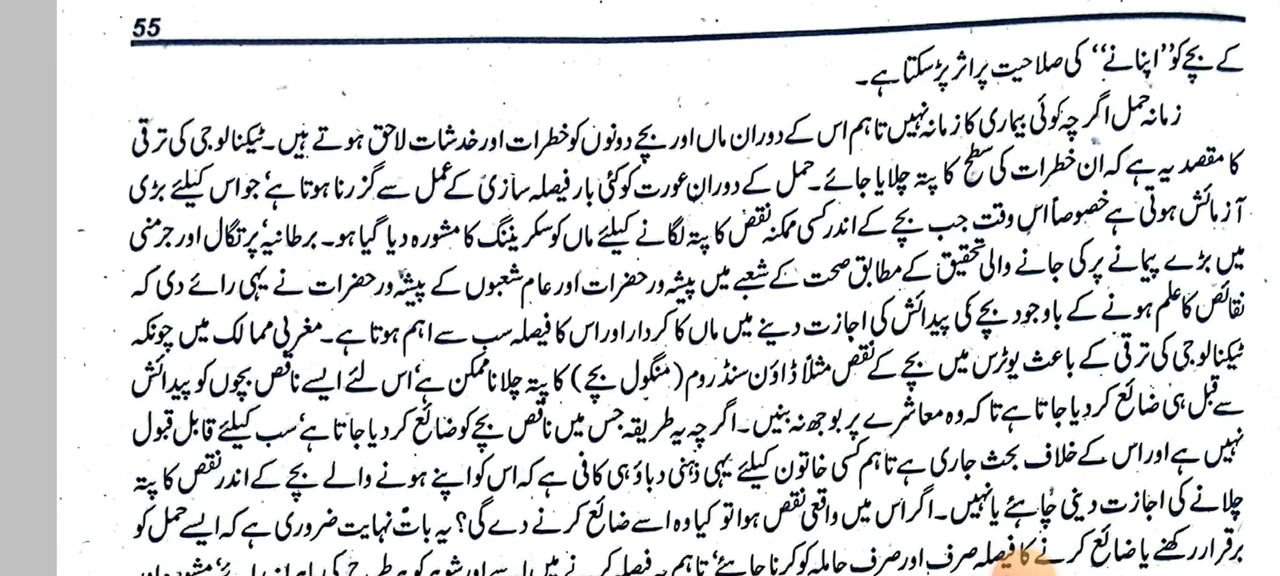 55
کے بچے کو ’’اپنانے‘‘ کی صلاحیت پر اثر پڑ سکتا ہے۔
زمانہ حمل اگر چہ کوئی بیماری کا زمانہ نہیں تاہم اس کے دوران ماں اور بچے دونوں کو خطرات اور خدشات لاحق ہوتے ہیں۔ ٹیکنالوجی کی ترقی
کا مقصد یہ ہے کہ ان خطرات کی سطح کا پتہ چلایا جائے۔ حمل کے دوران عورت کو کئی بار فیصلہ سازی کے عمل سے گزرنا ہوتا ہے‘ جو اس کیلئے بڑی
آزمائش ہوتی ہے خصوصاً اس وقت جب بچے کے اندر کسی ممکنہ نقص کا پتہ لگانے کیلئے ماں کو سکریننگ کا مشورہ دیا گیا ہو۔ برطانیہ‘ پرتگال اور جرمنی
میں بڑے پیمانے پر کی جانے والی تحقیق کے مطابق صحت کے شعبے میں پیشہ ور حضرات اور عام شعبوں کے پیشہ ور حضرات نے یہی رائے دی کہ
نقائص کا علم ہونے کے باوجود بچے کی پیدائش کی اجازت دینے میں ماں کا کردار اور اس کا فیصلہ سب سے اہم ہوتا ہے۔ مغربی ممالک میں چونکہ
ٹیکنالوجی کی ترقی کے باعث یوٹرس میں بچے کے نقص مثلاً ڈاؤن سنڈروم (منگول بچے) کا پتہ چلانا ممکن ہے‘ اس لئے ایسے ناقص بچوں کو پیدائش
سے قبل ہی ضائع کر دیا جاتا ہے تاکہ وہ معاشرے پر بوجھ نہ بنیں۔ اگر چہ یہ طریقہ جس میں ناقص بچے کو ضائع کر دیا جاتا ہے‘ سب کیلئے قابل قبول
نہیں ہے اور اس کے خلاف بحث جاری ہے تاہم کسی خاتون کیلئے یہی ذہنی دباؤ ہی کافی ہے کہ اس کو اپنے ہونے والے بچے کے اندر نقص کا پتہ
چلانے کی اجازت دینی چاہئے یا نہیں۔ اگر اس میں واقعی نقص ہوا تو کیا وہ اسے ضائع کرنے دے گی؟ یہ بات نہایت ضروری ہے کہ ایسے حمل کو
برقرار رکھنے یا ضائع کرنے کا فیصلہ صرف اور صرف حاملہ کو کرنا چاہئے‘ تاہم یہ فیصلہ کرنے میں اسے اور شوہر کو ہر طرح کی